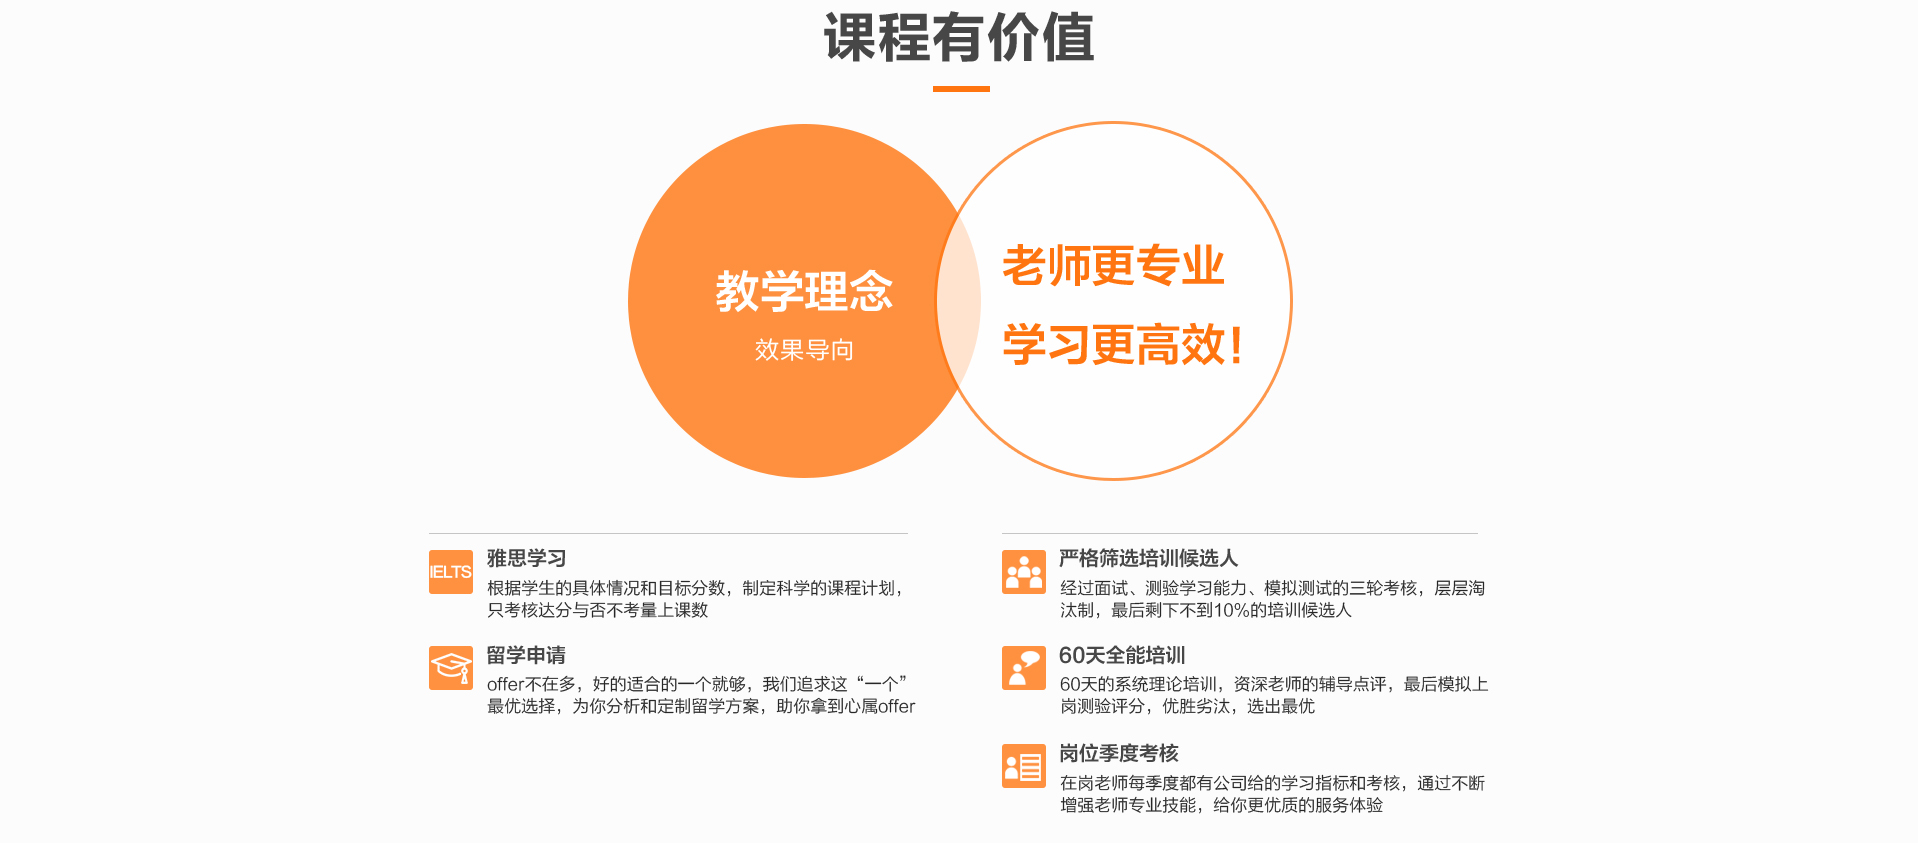 课程有价值
教学理念
效果导向
老师更专业
学习更高效！
IELTS
雅思学习
根据学生的具体情况和目标分数，制定科学的课程计划，
只考核达分与否不考量上课数
留学申请
offer不在多，好的适合的一个就够，我们追求这“一个”
最优选择，为你分析和定制留学方案，助你拿到心属offer
严格筛选培训候选人
经过面试、测验学习能力、模拟测试的三轮考核，层层淘
汰制，最后剩下不到10%的培训候选人
60天全能培训
60天的系统理论培训，资深老师的辅导点评，最后模拟上
岗测验评分，优胜劣汰，选出最优
岗位季度考核
在岗老师每季度都有公司给的学习指标和考核，通过不断
增强老师专业技能，给你更优质的服务体验